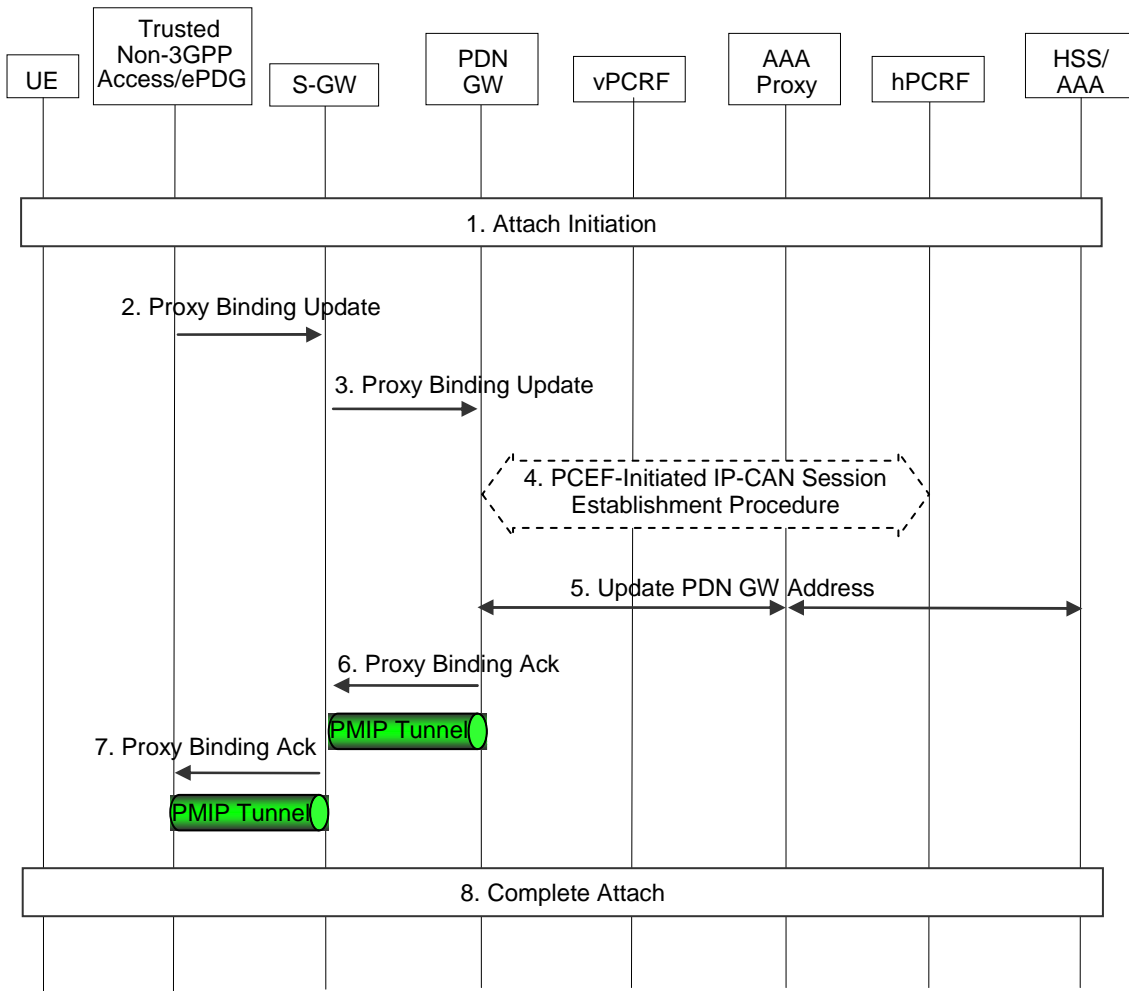 UE
Trusted
Non-3GPP
Access/ePDG
S-GW
PDN
GW
vPCRF
AAA
Proxy
hPCRF
HSS/
AAA
1. Attach Initiation
2. Proxy Binding Update
3. Proxy Binding Update
4. PCEF-Initiated IP-CAN Session
Establishment Procedure
5. Update PDN GW Address
6. Proxy Binding Ack
PMIP Tunnel
7. Proxy Binding Ack
PMIP Tunnel
8. Complete Attach